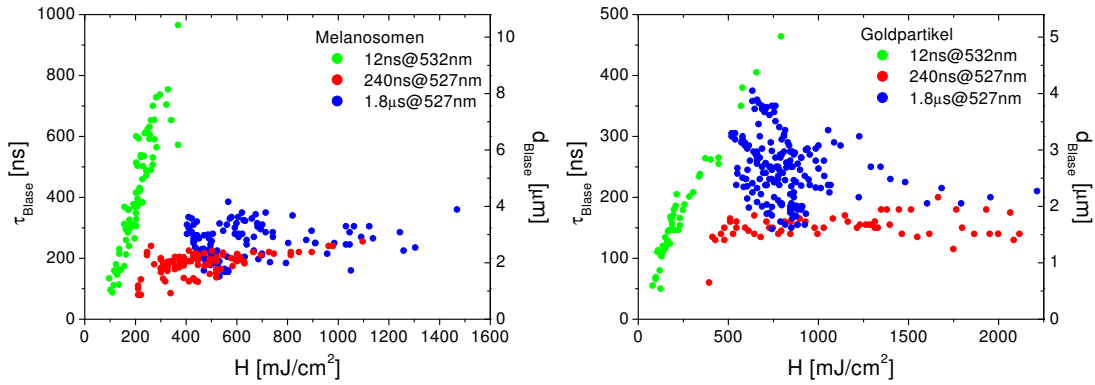 1000
800
600
400
200
0
τBlase [ns]
0 200 400 600 800 1000 1200 1400 1600
H [mJ/cm²]
10
8
6
4
2
0
dBlase [μm]
Melanosomen
12ns@532nm
240ns@527nm
1.8μs@527nm
500
400
300
200
100
0
τBlase [ns]
0 500 1000 1500 2000
H [mJ/cm²]
5
4
3
2
1
0
dBlase [μm]
Goldpartikel
12ns@532nm
240ns@527nm
1.8μs@527nm